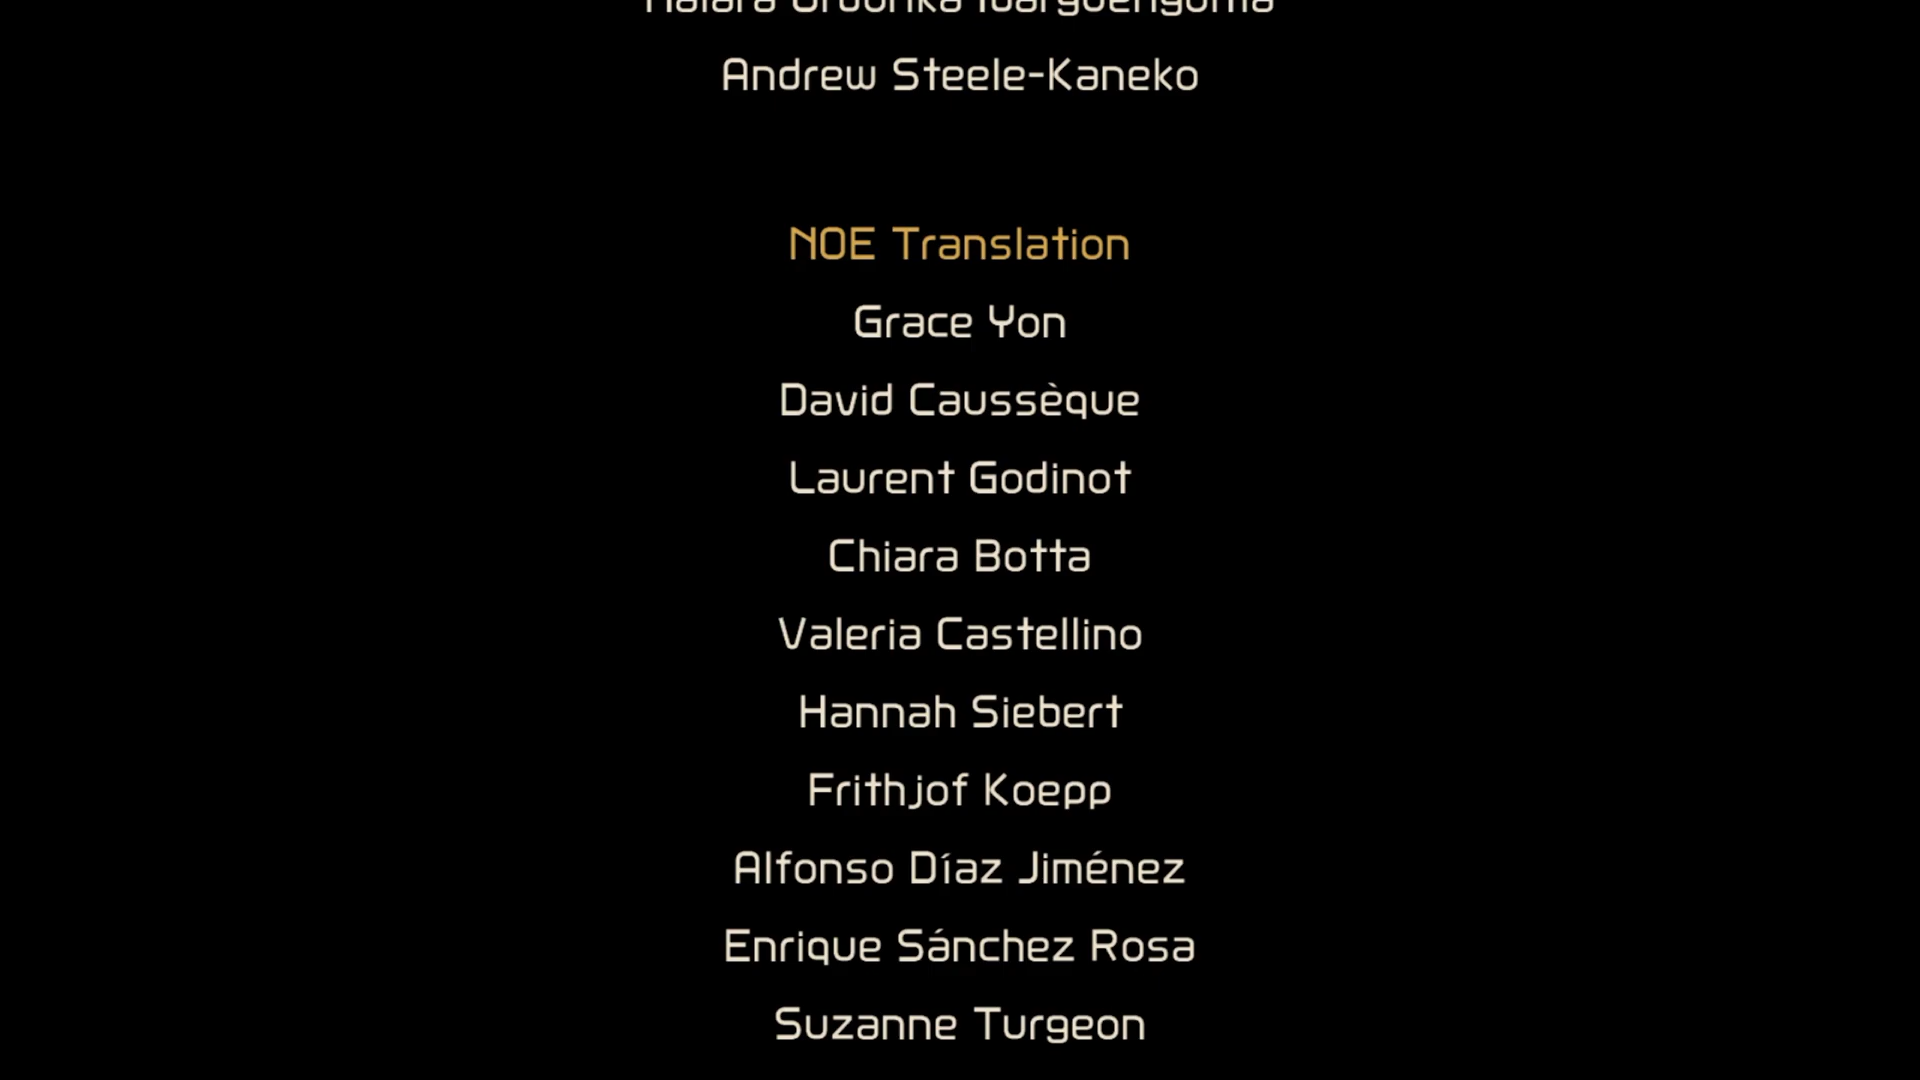 Andrew Steele-Kaneko
NOE Translation
Grace Yon
David Caussèque
Laurent Godinot
Chiara Botta
Valeria Castellino
Hannah Siebert
Frithjof Koepp
Alfonso Díaz Jiménez
Enrique Sánchez Rosa
Suzanne Turgeon